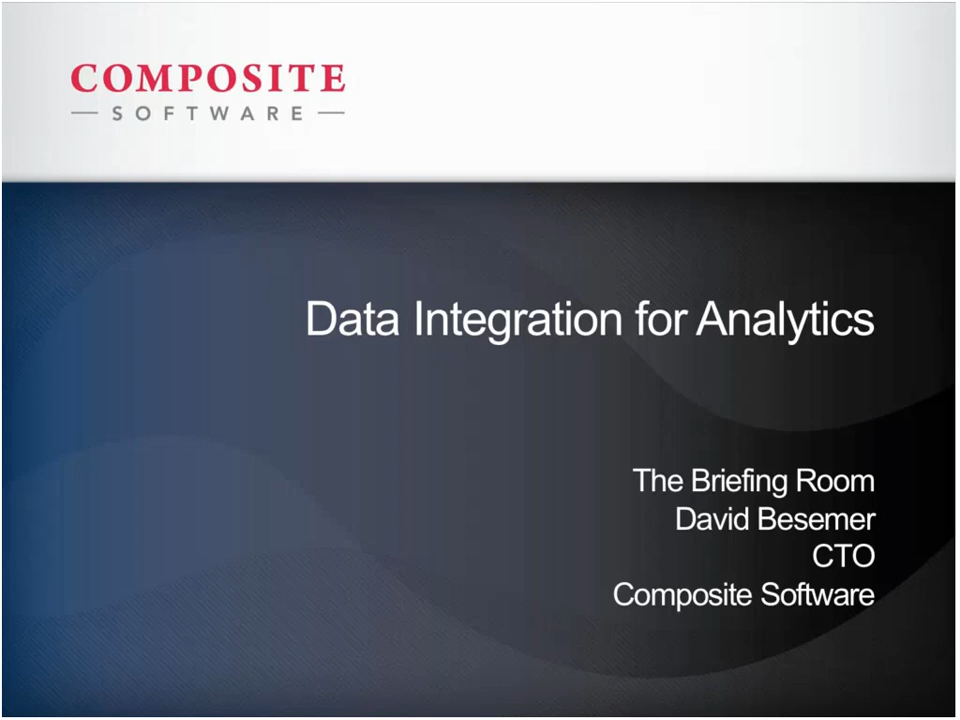 COMPOSITE
SOFTWARE
Data Integration for Analytics
The Briefing Room
David Besemer
CTO
Composite Software